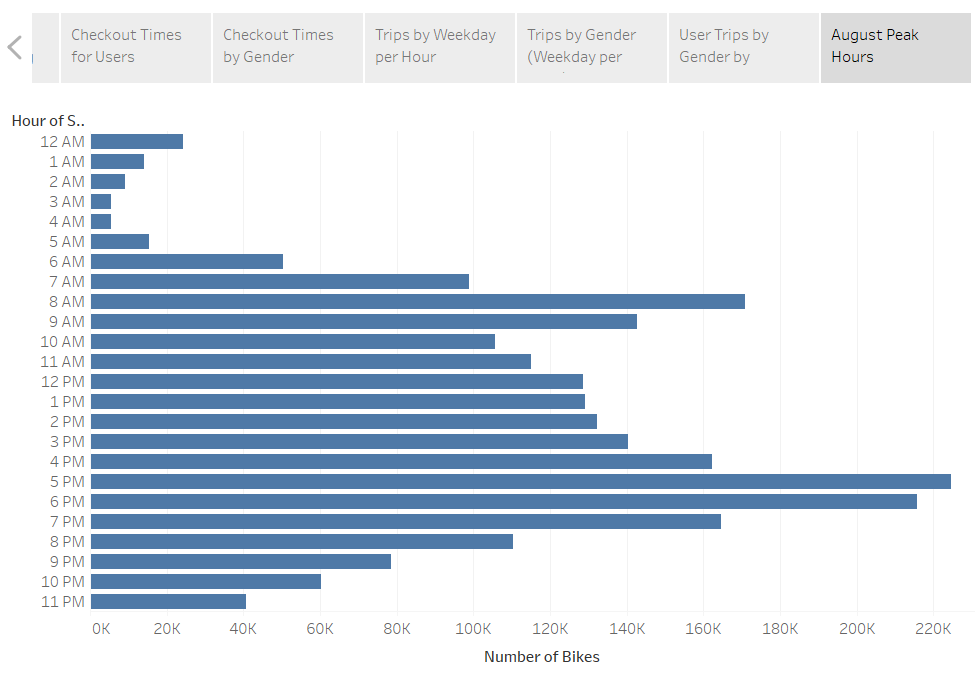 Checkout Times
for Users
Checkout Times
by Gender
Trips by Weekday
per Hour
Trips by Gender
(Weekday per
User Trips by
Gender by
August Peak
Hours
Hour of S..
12 AM
1 AM
2 AM
3 AM
4 AM
5 AM
6 AM
7 AM
8 AM
9 AM
10 AM
11 AM
12 PM
1 PM
2 PM
3 PM
4 PM
5 PM
6 PM
7 PM
8 PM
9 PM
10 PM
11 PM
0K 20K 40K 60K 80K 100K 120K 140K 160K 180K 200K 220K
Number of Bikes